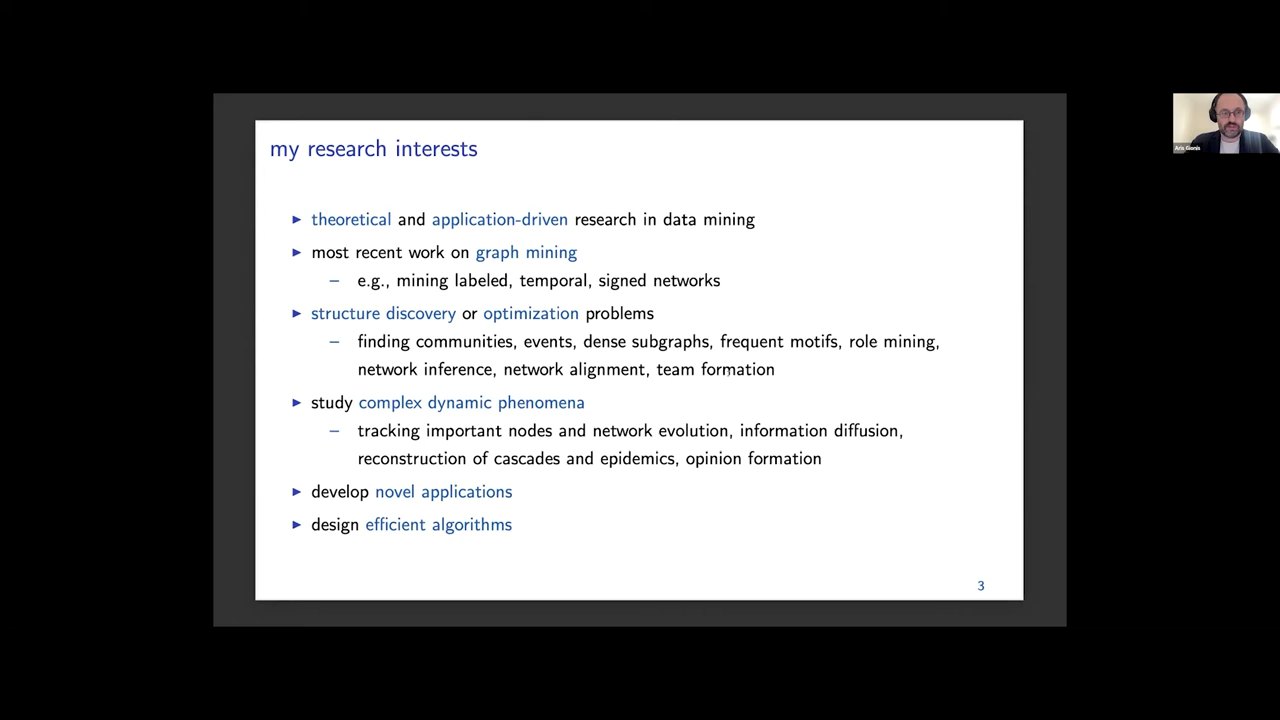 my research interests
▶ theoretical and application-driven research in data mining
▶ most recent work on graph mining
– e.g., mining labeled, temporal, signed networks
▶ structure discovery or optimization problems
– finding communities, events, dense subgraphs, frequent motifs, role mining,
network inference, network alignment, team formation
▶ study complex dynamic phenomena
– tracking important nodes and network evolution, information diffusion,
reconstruction of cascades and epidemics, opinion formation
▶ develop novel applications
▶ design efficient algorithms
3
Aris Gionis